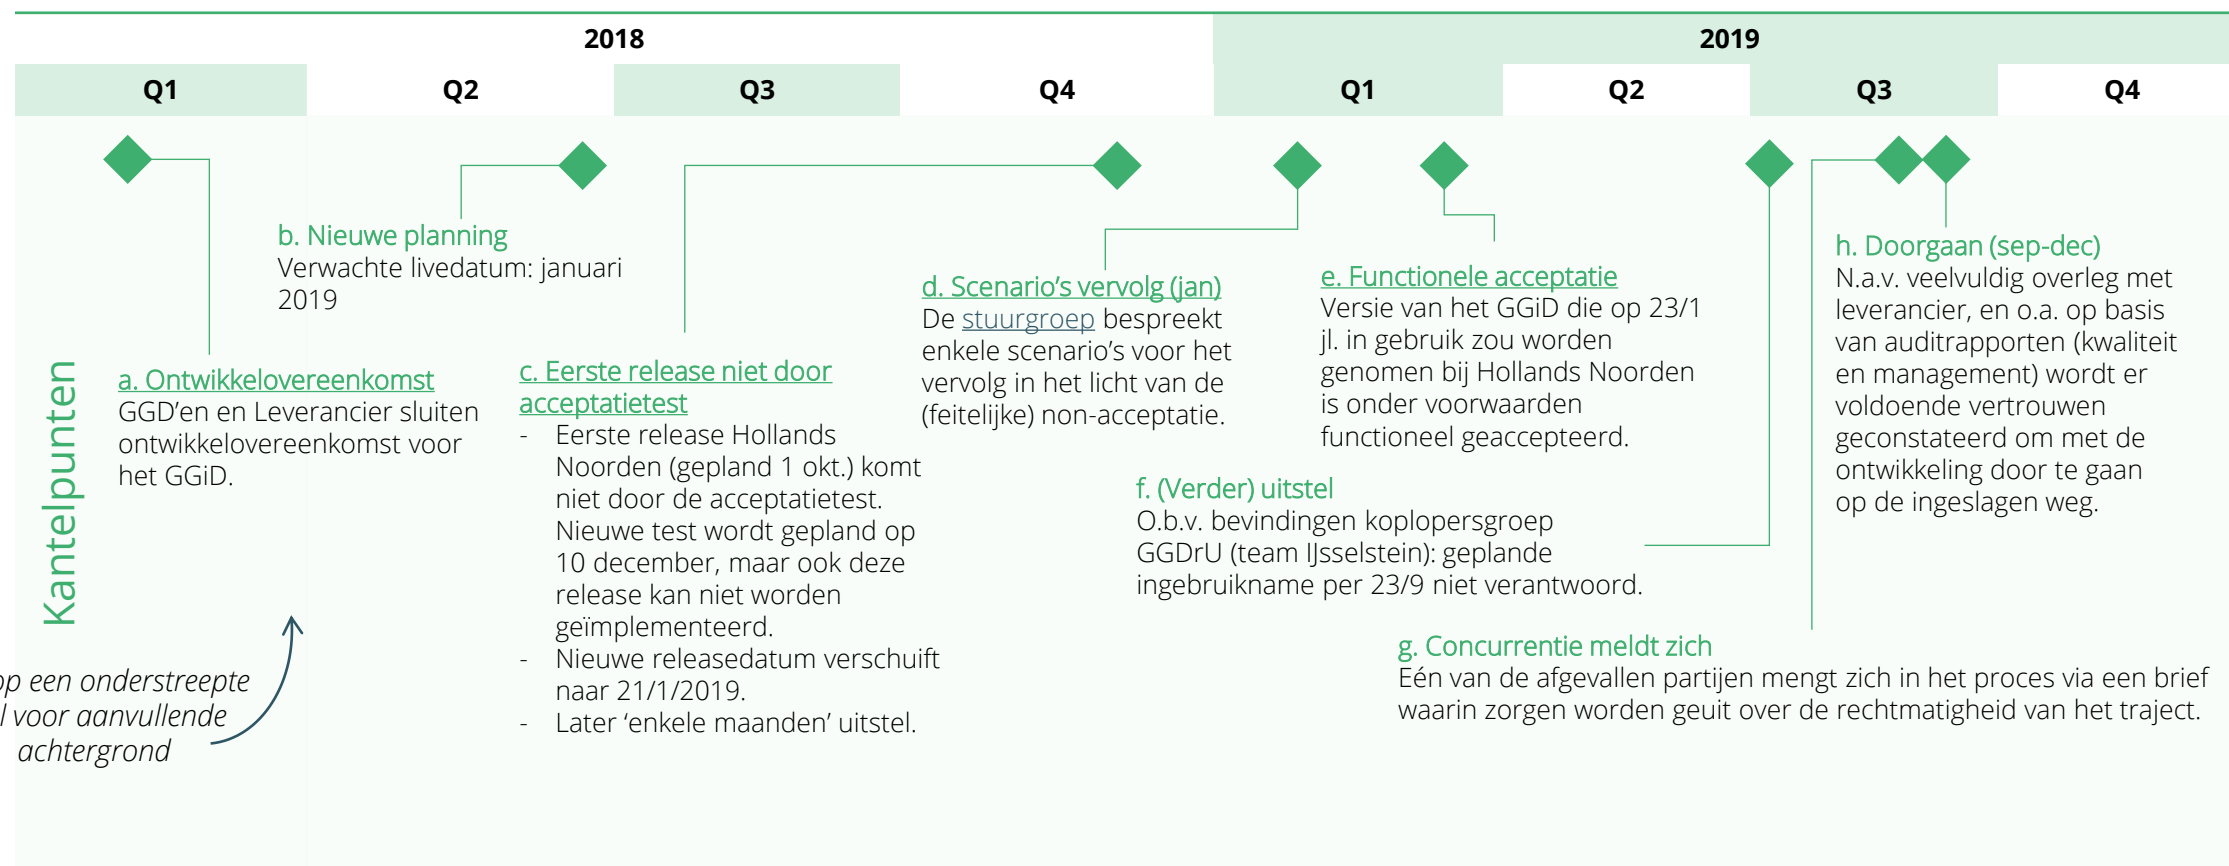 2018
2019
Q1
Q2
Q3
Q4
Q1
Q2
Q3
Q4
Kantelpunten
a. Ontwikkelovereenkomst
GGD’en en Leverancier sluiten
ontwikkelovereenkomst voor
het GGiD.
b. Nieuwe planning
Verwachte livedatum: januari
2019
c. Eerste release niet door
acceptatietest
- Eerste release Hollands
Noorden (gepland 1 okt.) komt
niet door de acceptatietest.
Nieuwe test wordt gepland op
10 december, maar ook deze
release kan niet worden
geïmplementeerd.
- Nieuwe releasedatum verschuift
naar 21/1/2019.
- Later ‘enkele maanden’ uitstel.
d. Scenario’s vervolg (jan)
De stuurgroep bespreekt
enkele scenario’s voor het
vervolg in het licht van de
(feitelijke) non-acceptatie.
e. Functionele acceptatie
Versie van het GGiD die op 23/1
jl. in gebruik zou worden
genomen bij Hollands Noorden
is onder voorwaarden
functioneel geaccepteerd.
f. (Verder) uitstel
O.b.v. bevindingen koplopersgroep
GGDrU (team IJsselstein): geplande
ingebruikname per 23/9 niet verantwoord.
g. Concurrentie meldt zich
Eén van de afgevallen partijen mengt zich in het proces via een brief
waarin zorgen worden geuit over de rechtmatigheid van het traject.
h. Doorgaan (sep-dec)
N.a.v. veelvuldig overleg met
leverancier, en o.a. op basis
van auditrapporten (kwaliteit
en management) wordt er
voldoende vertrouwen
geconstateerd om met de
ontwikkeling door te gaan
op de ingeslagen weg.
op een onderstreepte
voor aanvullende
achtergrond